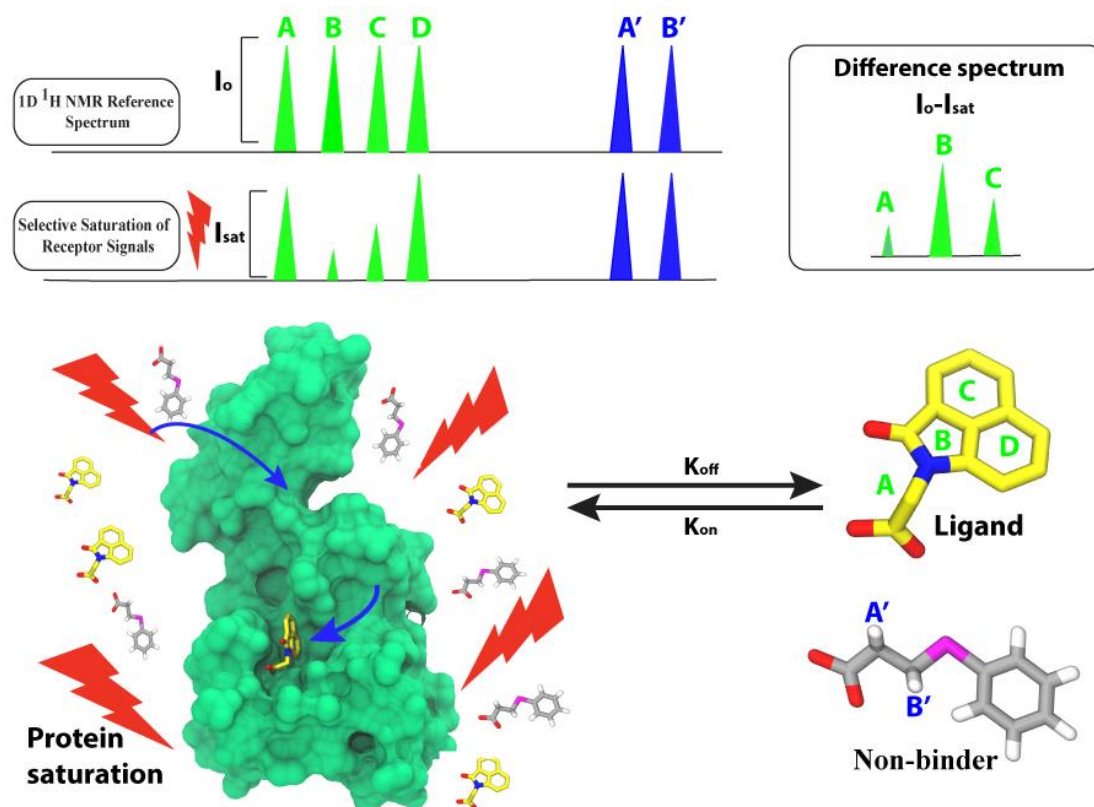 A B C D A' B'
I₀
1D ¹H NMR Reference
Spectrum
Selective Saturation of
Receptor Signals
Isat
Difference spectrum
Io-Isat
A B C
Koff
Kon
C
B
D
A
Ligand
A'
B'
Non-binder
Protein
saturation